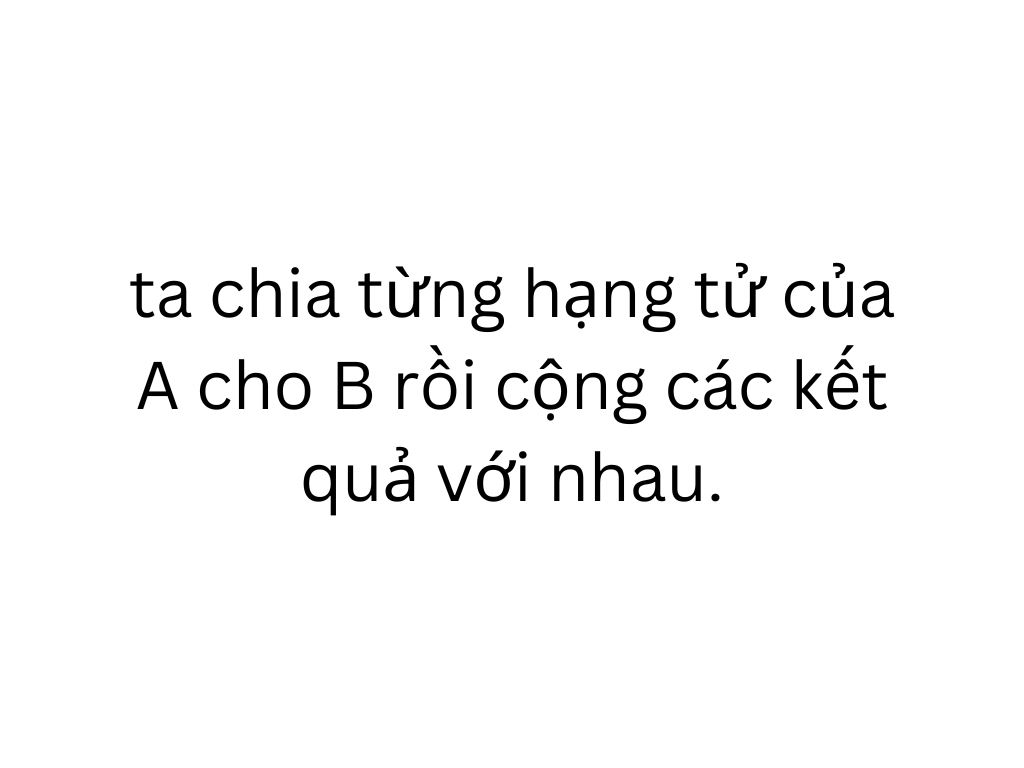 ta chia từng hạng tử của
A cho B rồi cộng các kết
quả với nhau.